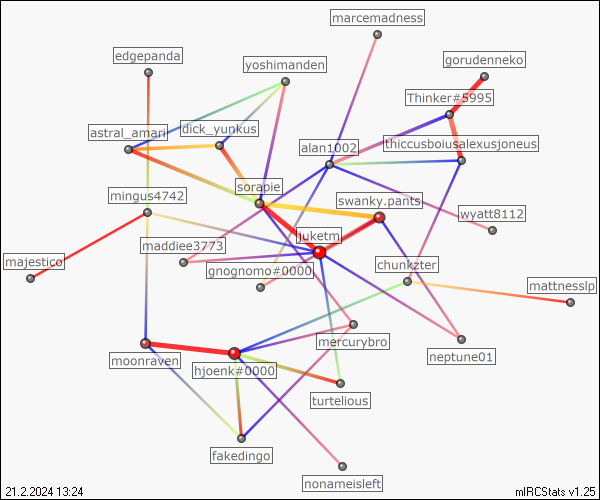 marcemadness
edgepanda
yoshimanden
gorudenneko
Thinker#5995
astral_amari
dick_yunkus
alan1002
thiccusboiusalexusjoneus
mingus4742
sorapie
swanky.pants
wyatt8112
juketm
maddiee3773
majestico
gnognomo#0000
chunkzter
mattnesslp
mercurybro
neptune01
moonraven
hjoenk#0000
turtelious
fakedingo
nonameisleft
21.2.2024 13:24
mIRCStats v1.25